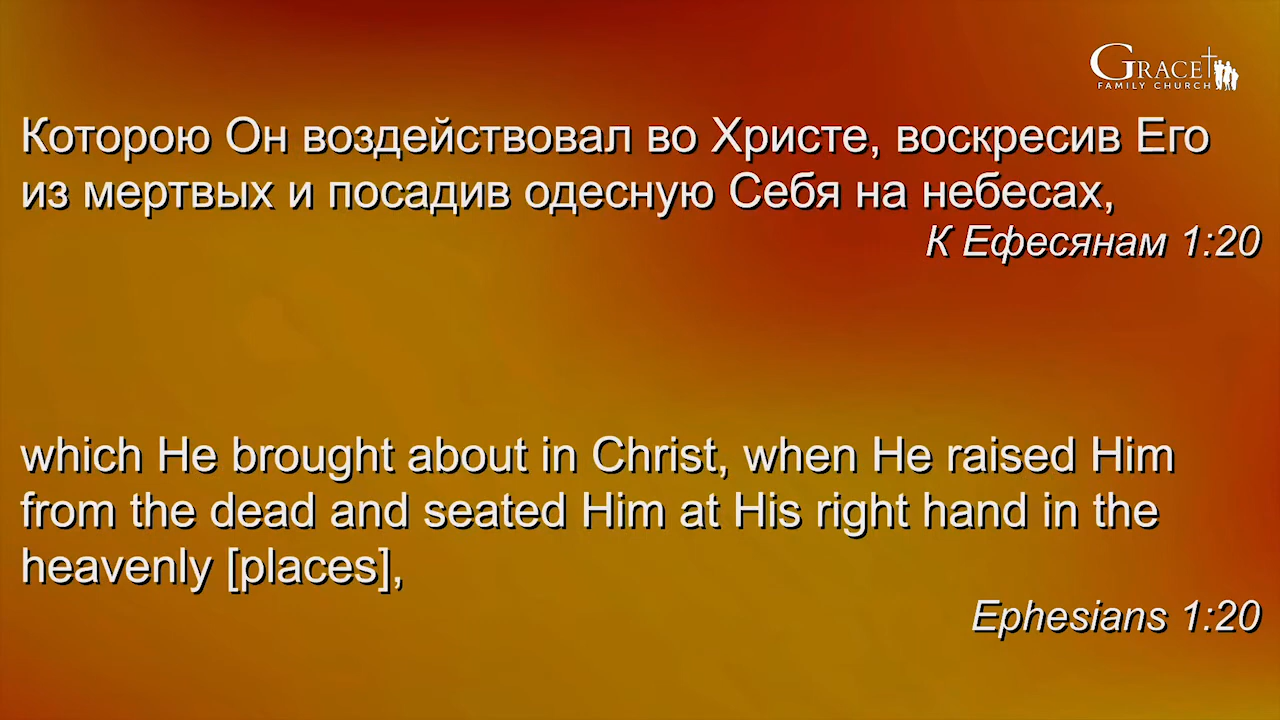 GRACE
FAMILY CHURCH
Которою Он воздействовал во Христе, воскресив Его
из мертвых и посадив одесную Себя на небесах,
К Ефесянам 1:20
which He brought about in Christ, when He raised Him
from the dead and seated Him at His right hand in the
heavenly [places],
Ephesians 1:20